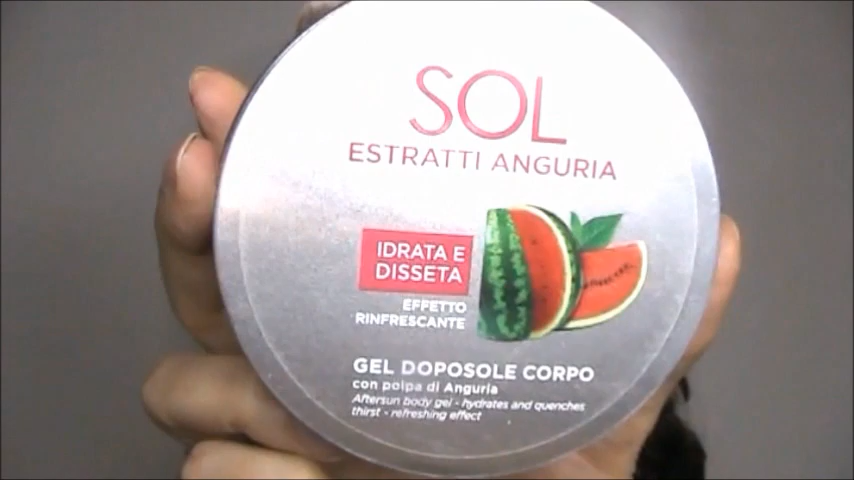 SOL
ESTRATTI ANGURIA
IDRATA E
DISSETA
EFFETTO
RINFRESCANTE
GEL DOPOSOLE CORPO
con polpa di Anguria
Aftersun body gel - hydrates and quenches
thirst - refreshing effect